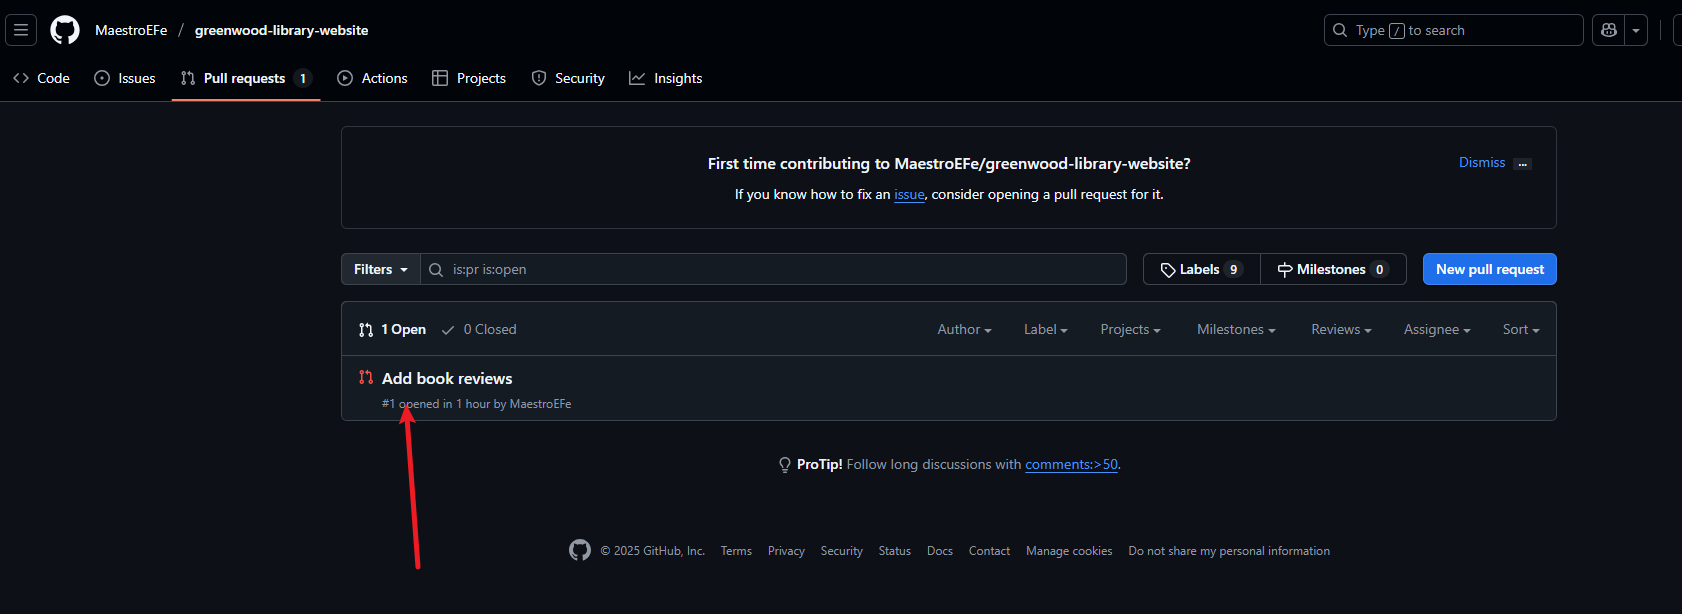 MaestroEFe / greenwood-library-website
Type / to search
Code Issues Pull requests 1 Actions Projects Security Insights
First time contributing to MaestroEFe/greenwood-library-website?
Dismiss ...
If you know how to fix an issue, consider opening a pull request for it.
Filters is:pr is:open Labels 9 Milestones 0 New pull request
1 Open 0 Closed Author Label Projects Milestones Reviews Assignee Sort
Add book reviews
#1 opened in 1 hour by MaestroEFe
ProTip! Follow long discussions with comments:>50.
© 2025 GitHub, Inc. Terms Privacy Security Status Docs Contact Manage cookies Do not share my personal information